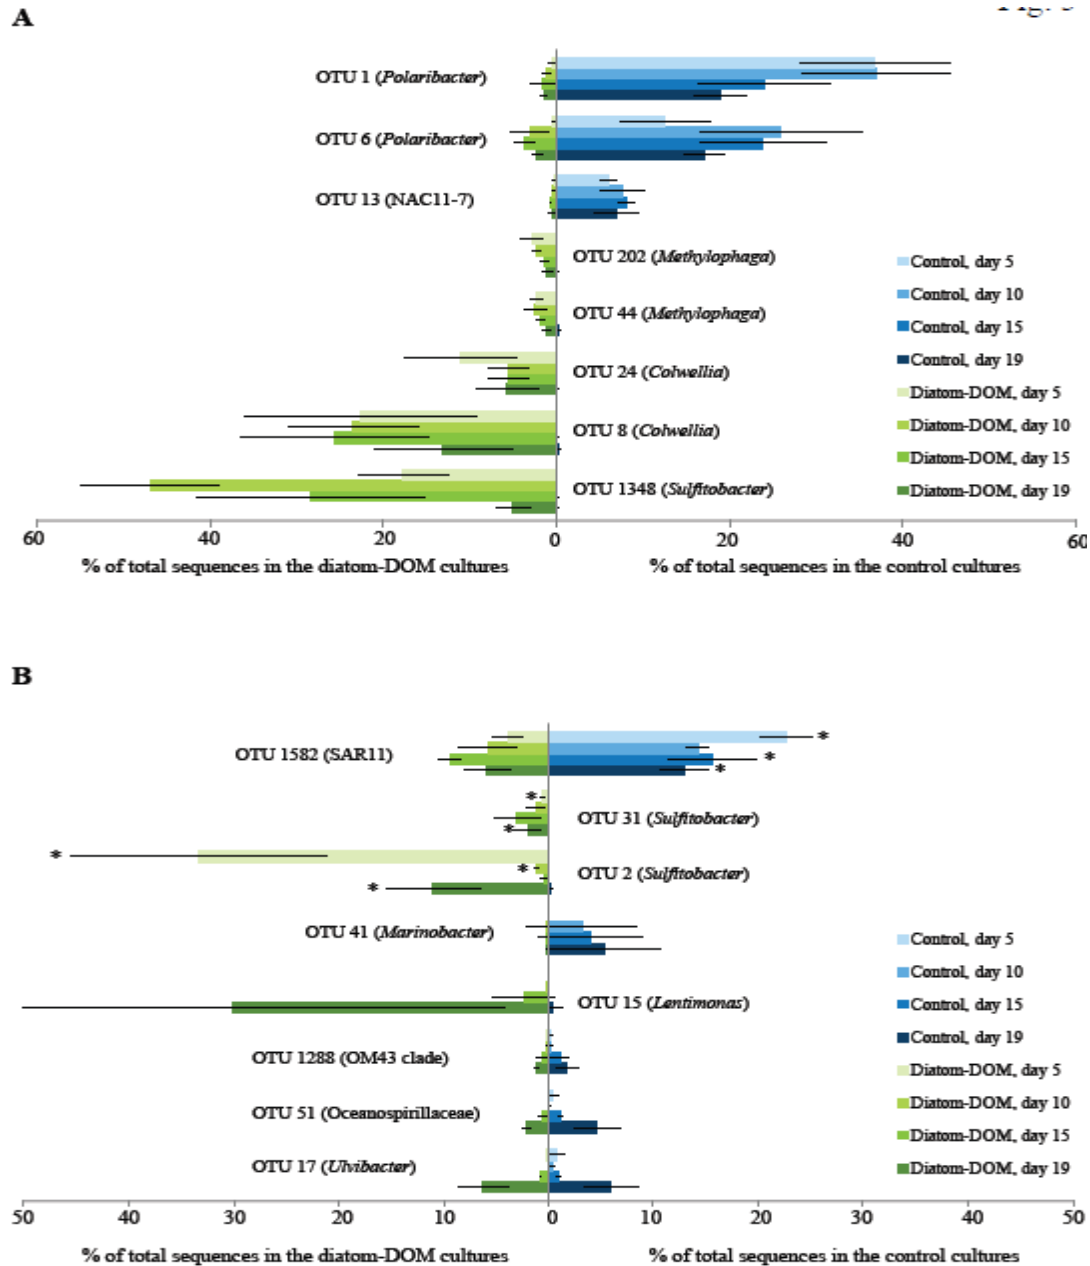 A
OTU 1 (Polaribacter)
OTU 6 (Polaribacter)
OTU 13 (NAC11-7)
OTU 202 (Methylophaga)
OTU 44 (Methylophaga)
OTU 24 (Colwellia)
OTU 8 (Colwellia)
OTU 1348 (Sulfitobacter)
Control, day 5
Control, day 10
Control, day 15
Control, day 19
Diatom-DOM, day 5
Diatom-DOM, day 10
Diatom-DOM, day 15
Diatom-DOM, day 19
60 40 20 0 20 40 60
% of total sequences in the diatom-DOM cultures % of total sequences in the control cultures
B
OTU 1582 (SAR11) *
*
*
* OTU 31 (Sulfitobacter)
*
* * OTU 2 (Sulfitobacter)
*
OTU 41 (Marinobacter)
OTU 15 (Lentimonas)
OTU 1288 (OM43 clade)
OTU 51 (Oceanospirillaceae)
OTU 17 (Ulvibacter)
Control, day 5
Control, day 10
Control, day 15
Control, day 19
Diatom-DOM, day 5
Diatom-DOM, day 10
Diatom-DOM, day 15
Diatom-DOM, day 19
50 40 30 20 10 0 10 20 30 40 50
% of total sequences in the diatom-DOM cultures % of total sequences in the control cultures